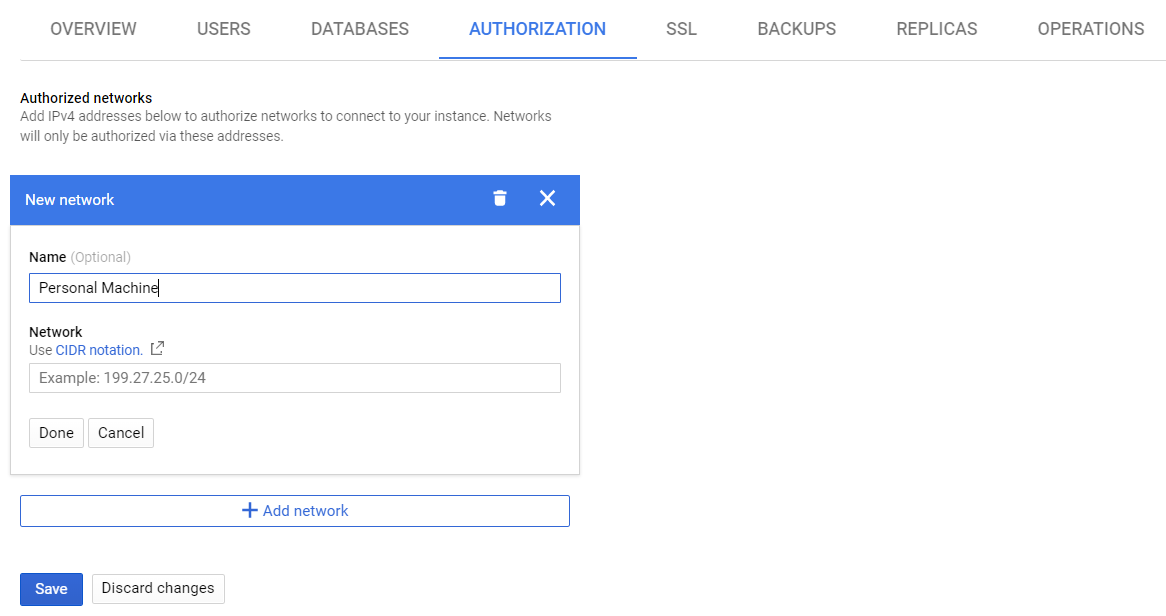 OVERVIEW USERS DATABASES AUTHORIZATION SSL BACKUPS REPLICAS OPERATIONS
Authorized networks
Add IPv4 addresses below to authorize networks to connect to your instance. Networks
will only be authorized via these addresses.
New network
Name (Optional)
Personal Machine
Network
Use CIDR notation.
Example: 199.27.25.0/24
Done Cancel
Add network
Save Discard changes